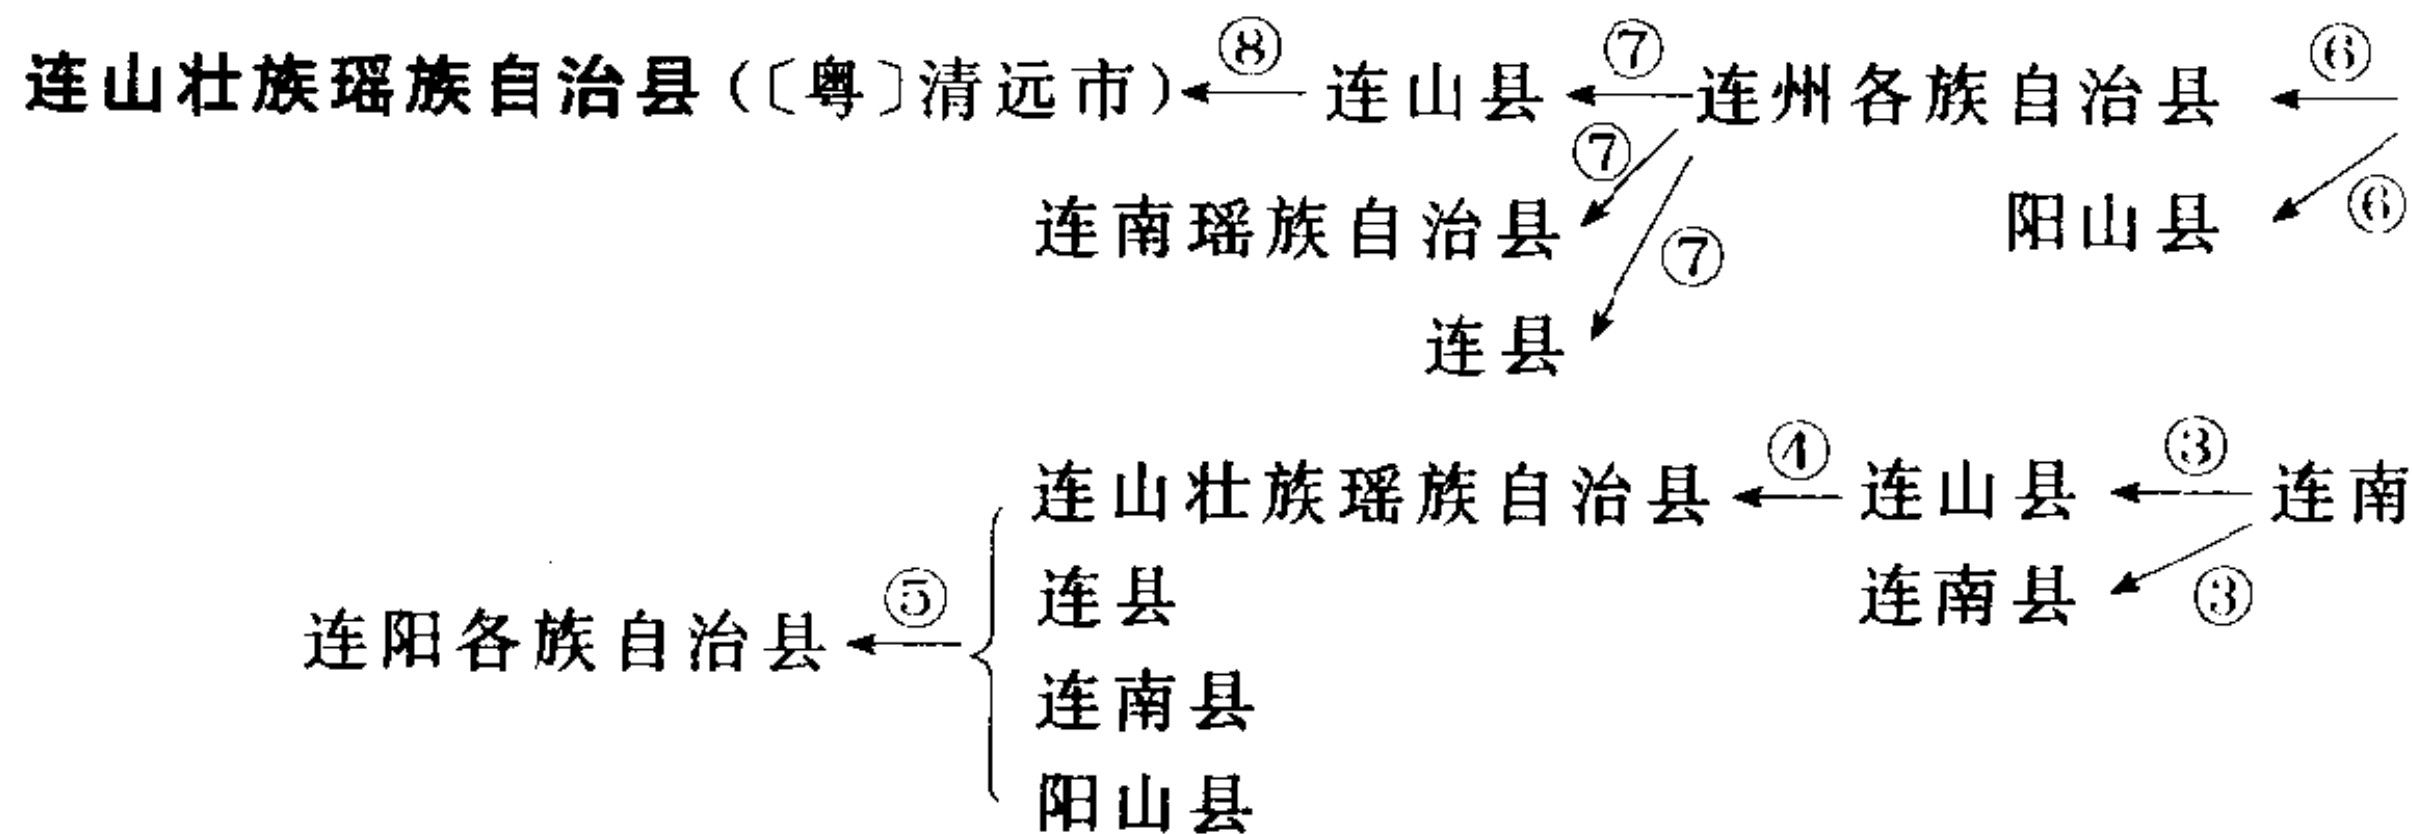 连山壮族瑶族自治县(〔粤〕清远市)←⑧连山县←⑦连州各族自治县←⑥
⑦
连南瑶族自治县 阳山县 ⑥
⑦
连县
连山壮族瑶族自治县←④连山县←③连南
连县 连南县 ③
连阳各族自治县←⑤
连南县
阳山县